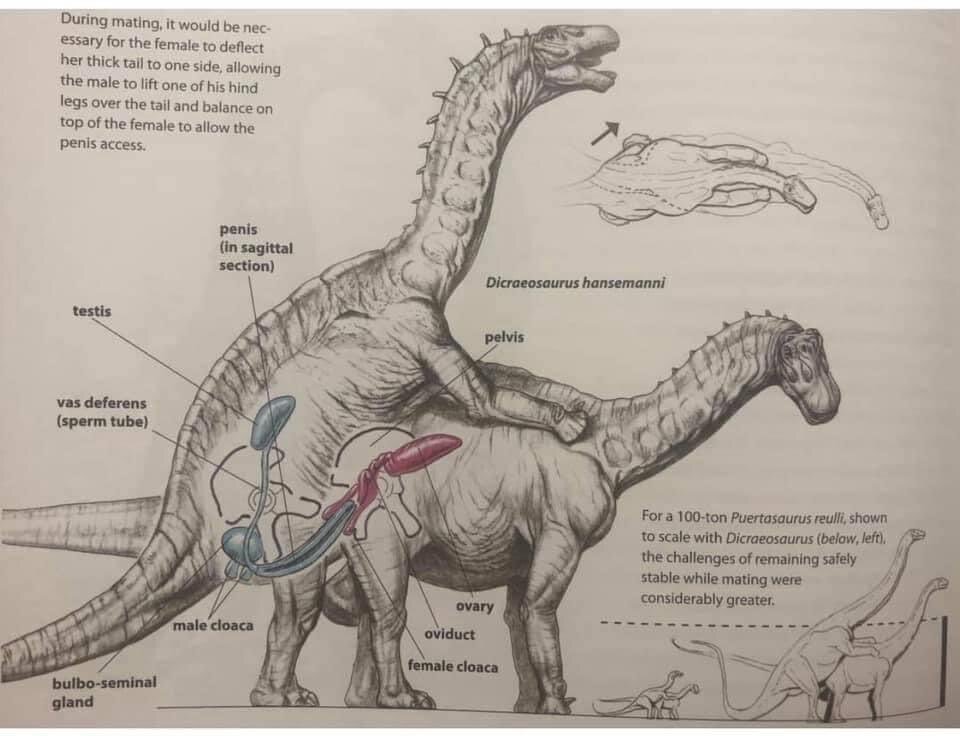 During mating, it would be nec-
essary for the female to deflect
her thick tail to one side, allowing
the male to lift one of his hind
legs over the tail and balance on
top of the female to allow the
penis access.
penis
(in sagittal
section)
Dicraeosaurus hansemanni
testis
pelvis
vas deferens
(sperm tube)
For a 100-ton Puertasaurus reulli, shown
to scale with Dicraeosaurus (below, left),
the challenges of remaining safely
stable while mating were
considerably greater.
ovary
male cloaca
oviduct
female cloaca
bulbo-seminal
gland